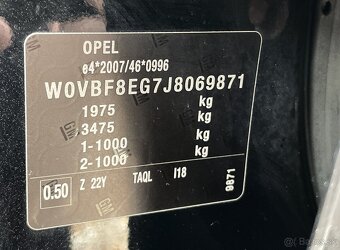 OPEL
e4*2007/46*0996
W0VBF8EG7J8069871
1975 kg
3475 kg
1-1000 kg
2-1000 kg
0.50 Z 22Y TAQL I18 9871